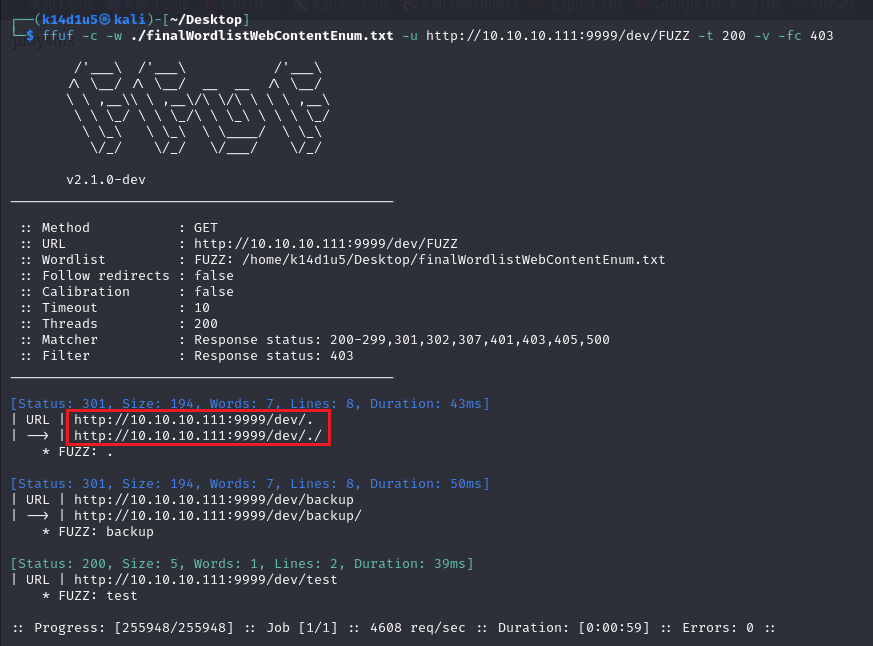 (k14d1u5㉿kali)-[~/Desktop]
$ ffuf -c -w ./finalWordlistWebContentEnum.txt -u http://10.10.10.111:9999/dev/FUZZ -t 200 -v -fc 403
v2.1.0-dev
:: Method : GET
:: URL : http://10.10.10.111:9999/dev/FUZZ
:: Wordlist : FUZZ: /home/k14d1u5/Desktop/finalWordlistWebContentEnum.txt
:: Follow redirects : false
:: Calibration : false
:: Timeout : 10
:: Threads : 200
:: Matcher : Response status: 200-299,301,302,307,401,403,405,500
:: Filter : Response status: 403
[Status: 301, Size: 194, Words: 7, Lines: 8, Duration: 43ms]
| URL | http://10.10.10.111:9999/dev/.
| --> | http://10.10.10.111:9999/dev/./
* FUZZ: .
[Status: 301, Size: 194, Words: 7, Lines: 8, Duration: 50ms]
| URL | http://10.10.10.111:9999/dev/backup
| --> | http://10.10.10.111:9999/dev/backup/
* FUZZ: backup
[Status: 200, Size: 5, Words: 1, Lines: 2, Duration: 39ms]
| URL | http://10.10.10.111:9999/dev/test
* FUZZ: test
:: Progress: [255948/255948] :: Job [1/1] :: 4608 req/sec :: Duration: [0:00:59] :: Errors: 0 ::